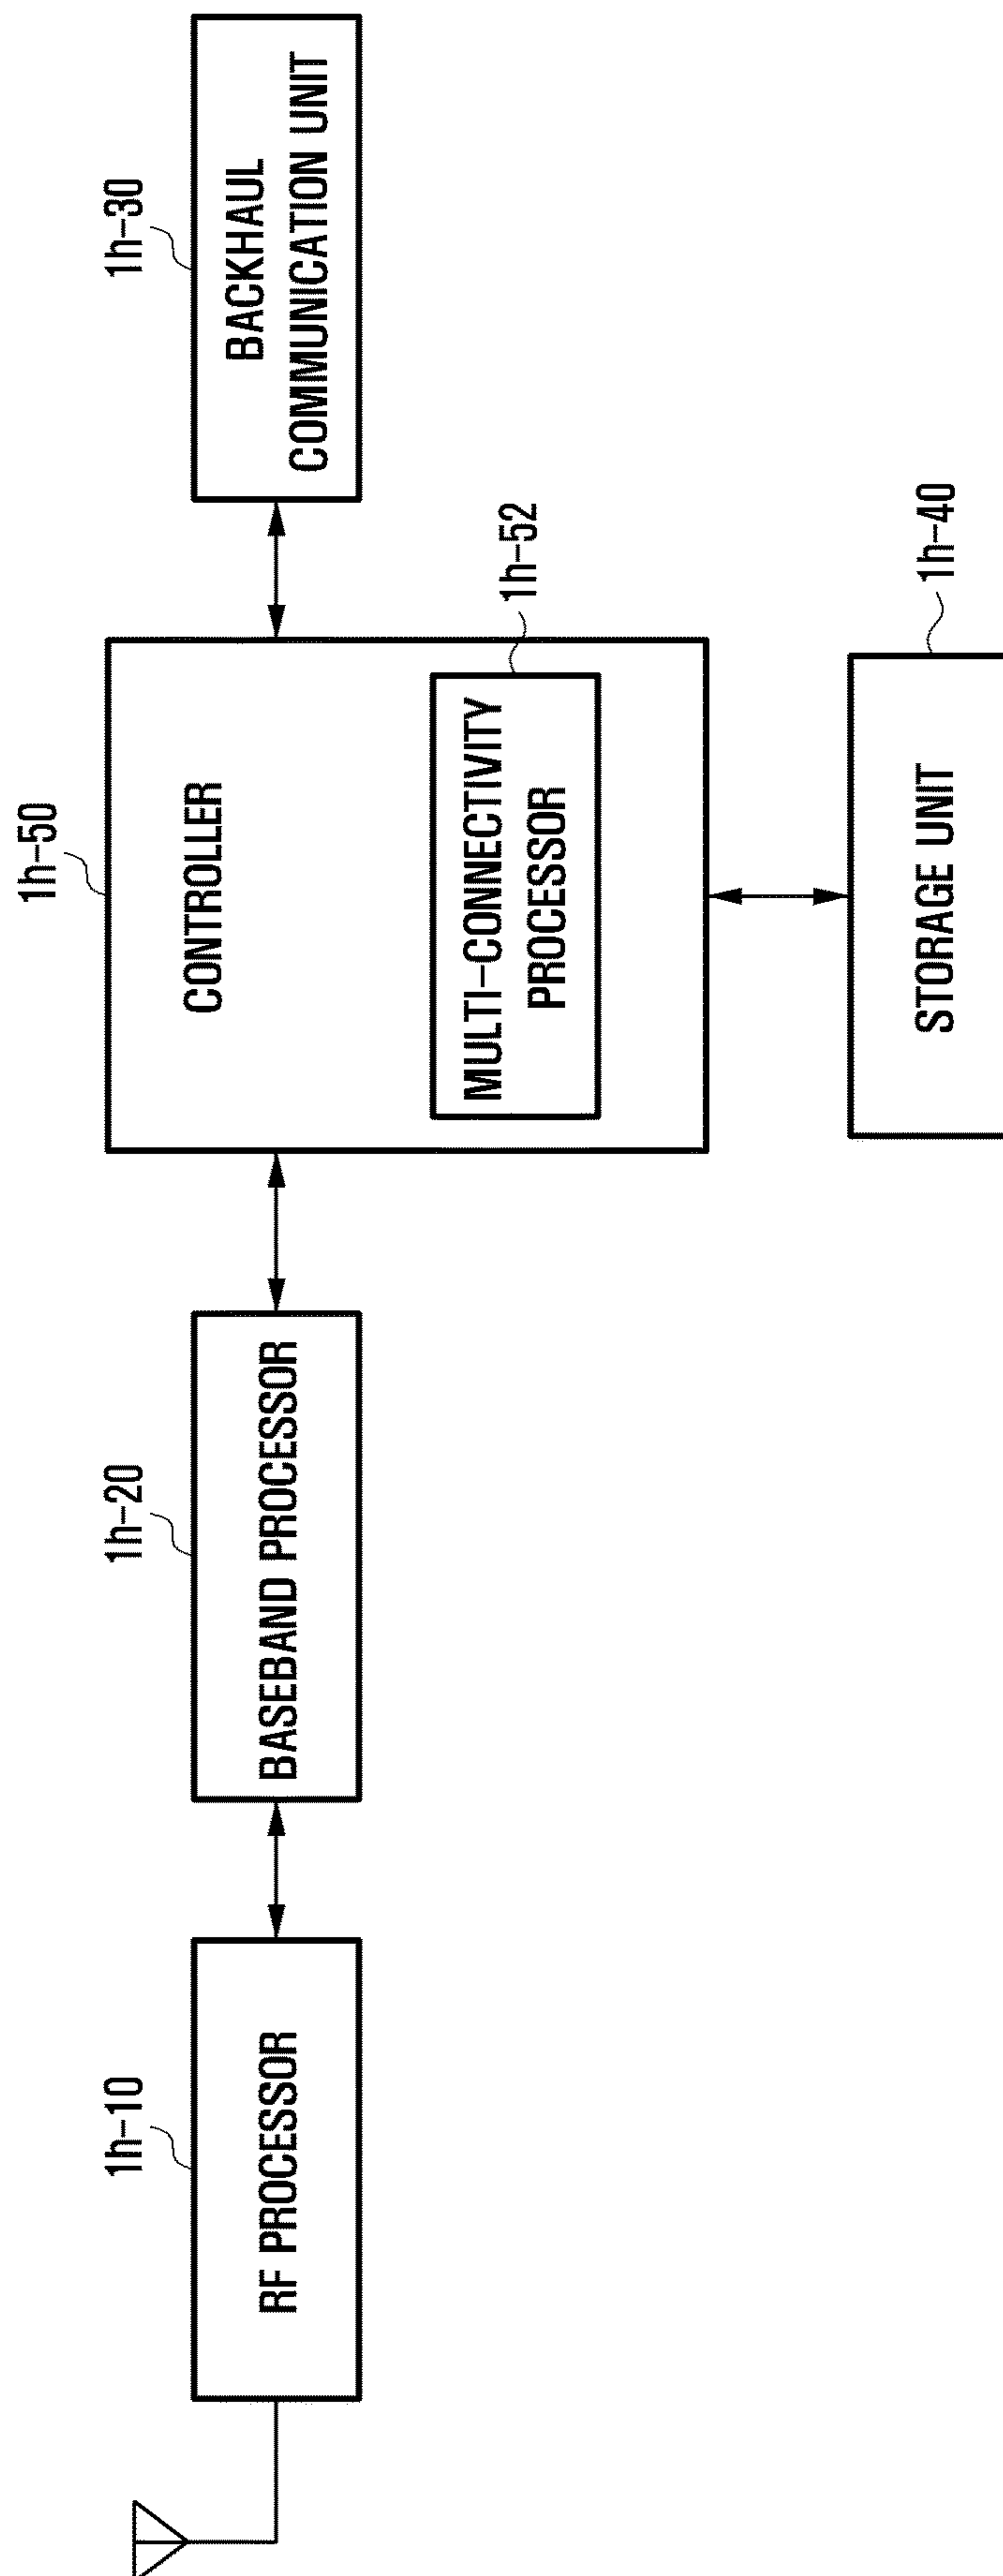 1h-10
RF PROCESSOR
1h-20
BASEBAND PROCESSOR
1h-50
CONTROLLER
1h-52
MULTI-CONNECTIVITY
PROCESSOR
1h-30
BACKHAUL
COMMUNICATION UNIT
1h-40
STORAGE UNIT